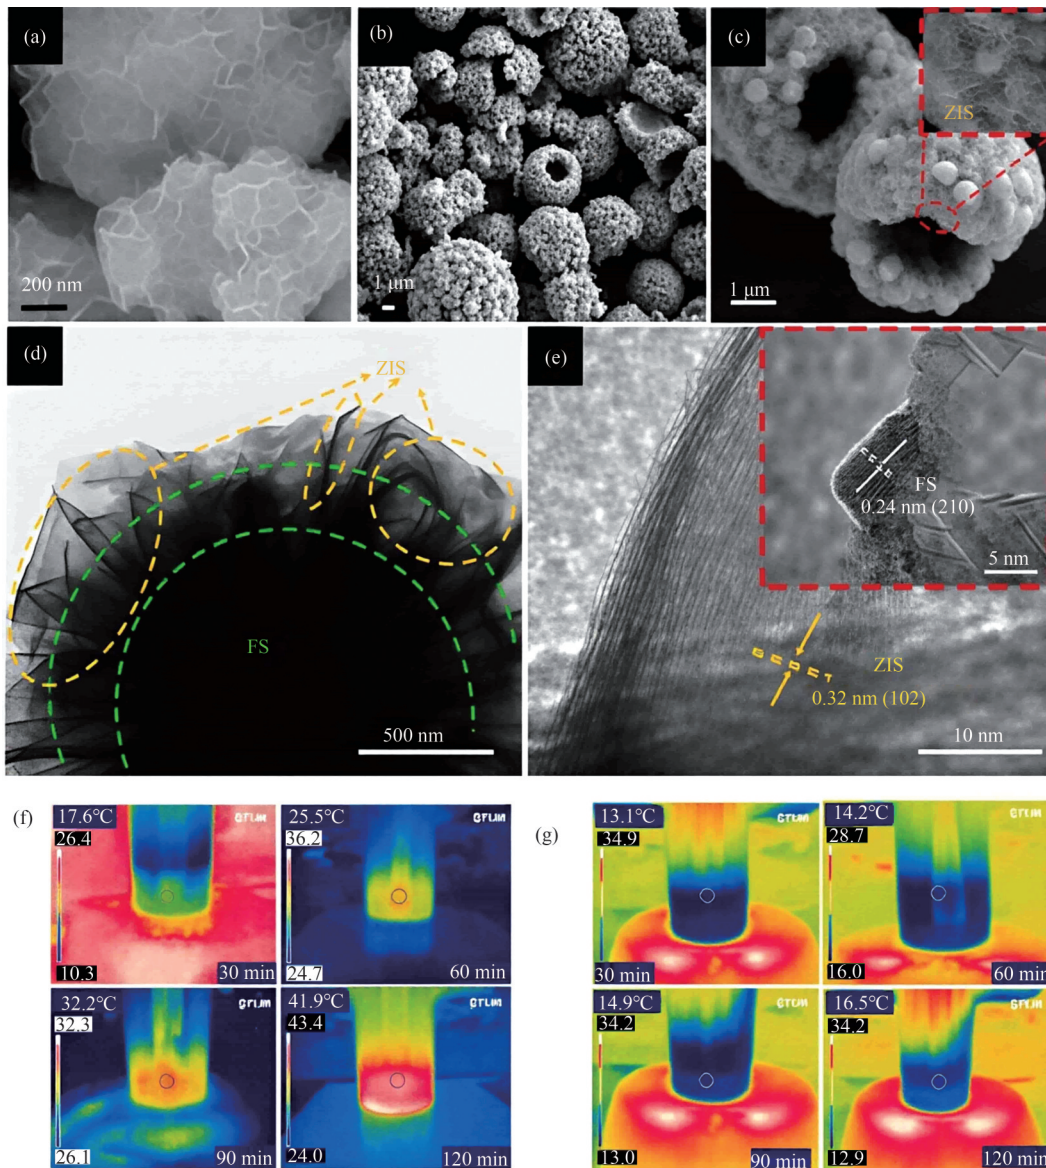 (a)
200 nm
(b)
1 μm
(c)
ZIS
1 μm
(d)
ZIS
FS
500 nm
(e)
FS
0.24 nm (210)
5 nm
ZIS
0.32 nm (102)
10 nm
(f)
17.6℃
26.4
10.3
30 min
25.5℃
36.2
24.7
60 min
32.2℃
32.3
26.1
90 min
41.9℃
43.4
24.0
120 min
(g)
13.1℃
34.9
30 min
14.2℃
28.7
16.0
60 min
14.9℃
34.2
13.0
90 min
16.5℃
34.2
12.9
120 min